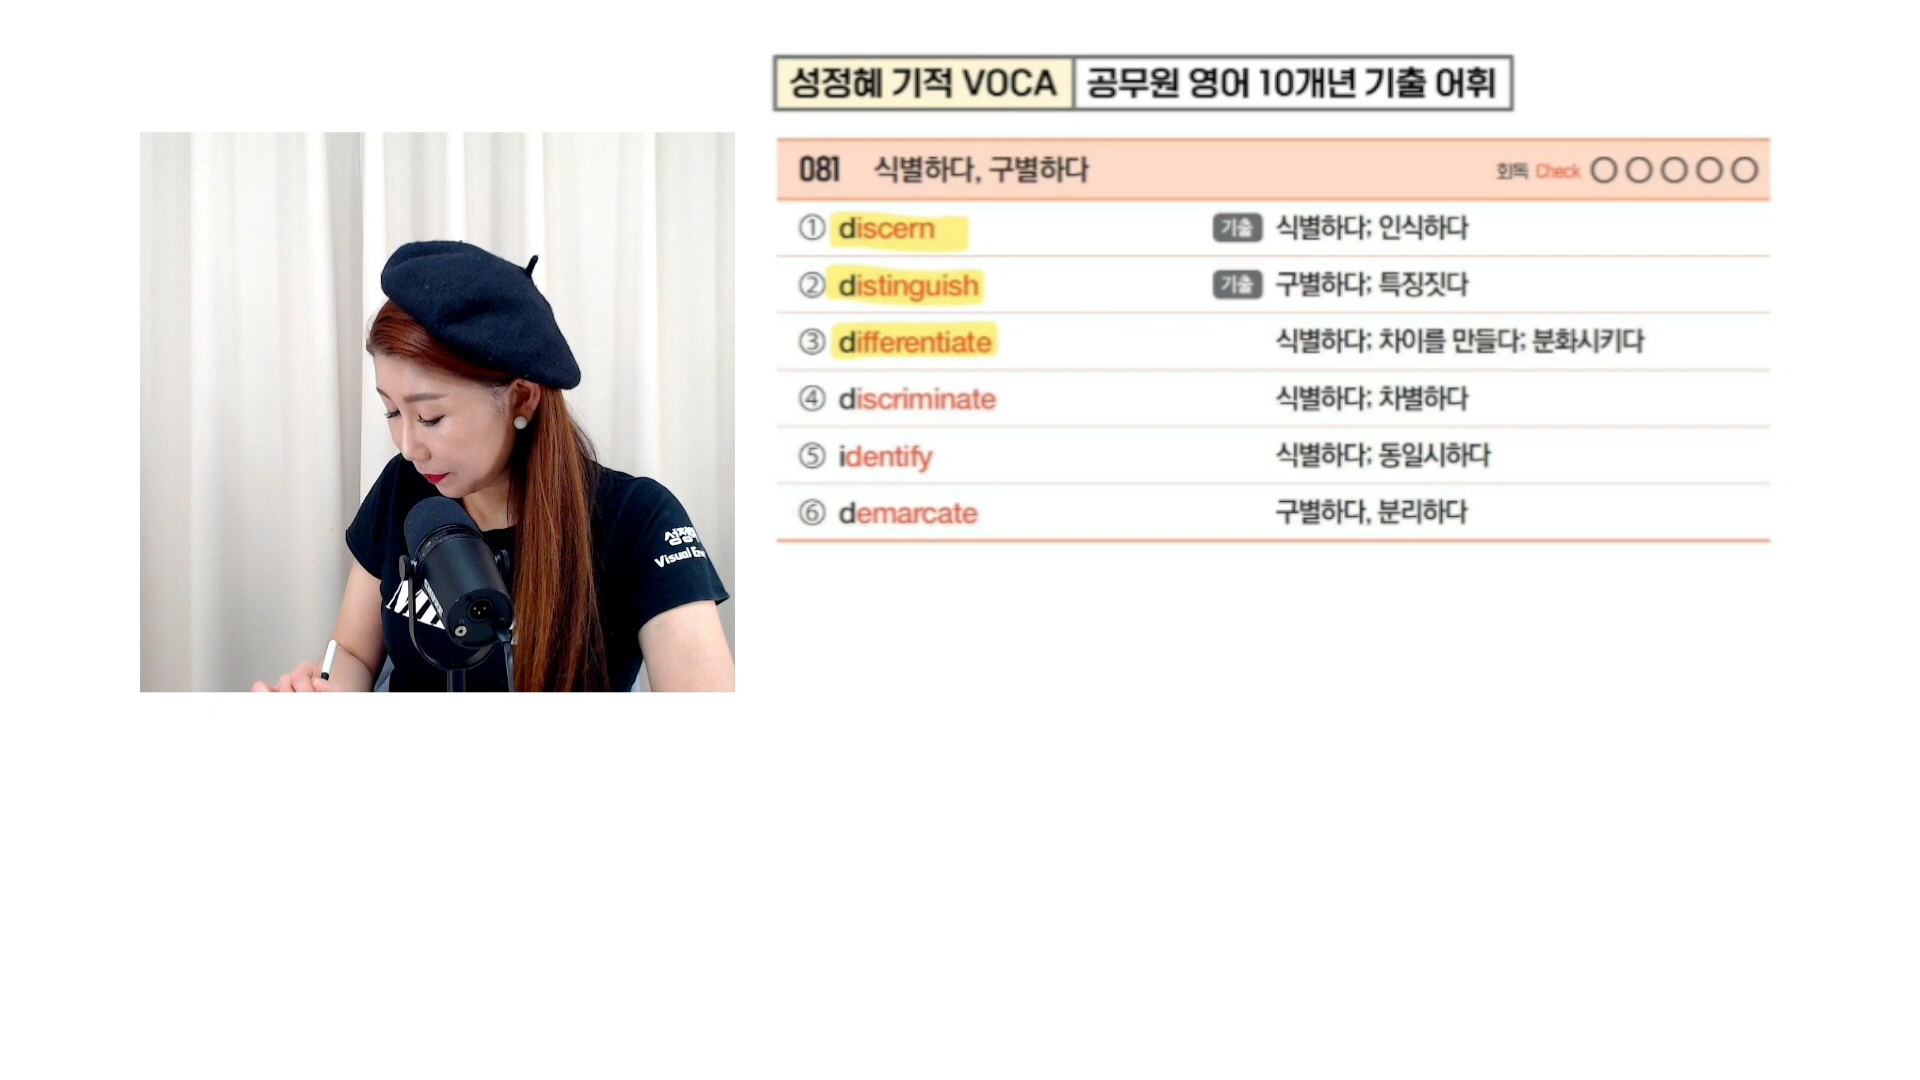 성정혜 기적 VOCA 공무원 영어 10개년 기출 어휘
081 식별하다, 구별하다 회독 Check
① discern 기출 식별하다; 인식하다
② distinguish 기출 구별하다; 특징짓다
③ differentiate 식별하다; 차이를 만들다; 분화시키다
④ discriminate 식별하다; 차별하다
⑤ identify 식별하다; 동일시하다
⑥ demarcate 구별하다, 분리하다
Visual